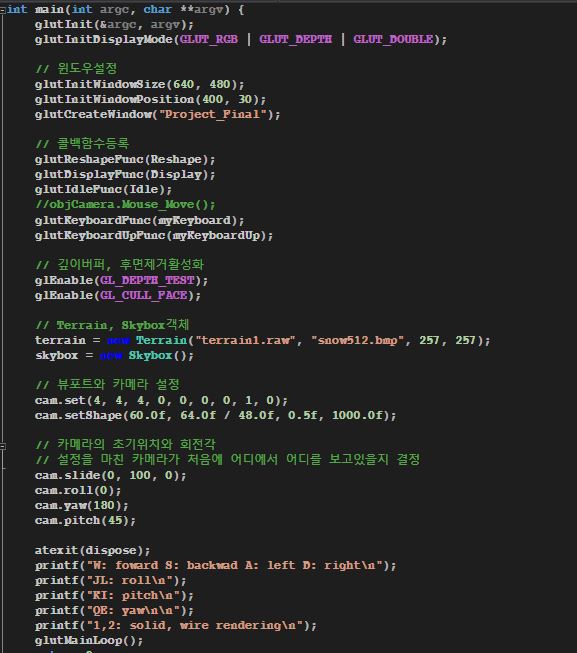 int main(int argc, char **argv) {
glutInit(&argc, argv);
glutInitDisplayMode(GLUT_RGB | GLUT_DEPTH | GLUT_DOUBLE);
// 윈도우설정
glutInitWindowSize(640, 480);
glutInitWindowPosition(400, 30);
glutCreateWindow("Project_Final");
// 콜백함수등록
glutReshapeFunc(Reshape);
glutDisplayFunc(Display);
glutIdleFunc(Idle);
//objCamera.Mouse_Move();
glutKeyboardFunc(myKeyboard);
glutKeyboardUpFunc(myKeyboardUp);
// 깊이버퍼, 후면제거활성화
glEnable(GL_DEPTH_TEST);
glEnable(GL_CULL_FACE);
// Terrain, Skybox객체
terrain = new Terrain("terrain1.raw", "snow512.bmp", 257, 257);
skybox = new Skybox();
// 뷰포트와 카메라 설정
cam.set(4, 4, 4, 0, 0, 0, 0, 1, 0);
cam.setShape(60.0f, 64.0f / 48.0f, 0.5f, 1000.0f);
// 카메라의 초기위치와 회전각
// 설정을 마친 카메라가 처음에 어디에서 어디를 보고있을지 결정
cam.slide(0, 100, 0);
cam.roll(0);
cam.yaw(180);
cam.pitch(45);
atexit(dispose);
printf("W: foward S: backwad A: left D: right\n");
printf("JL: roll\n");
printf("KI: pitch\n");
printf("QE: yaw\n\n");
printf("1,2: solid, wire rendering\n");
glutMainLoop();